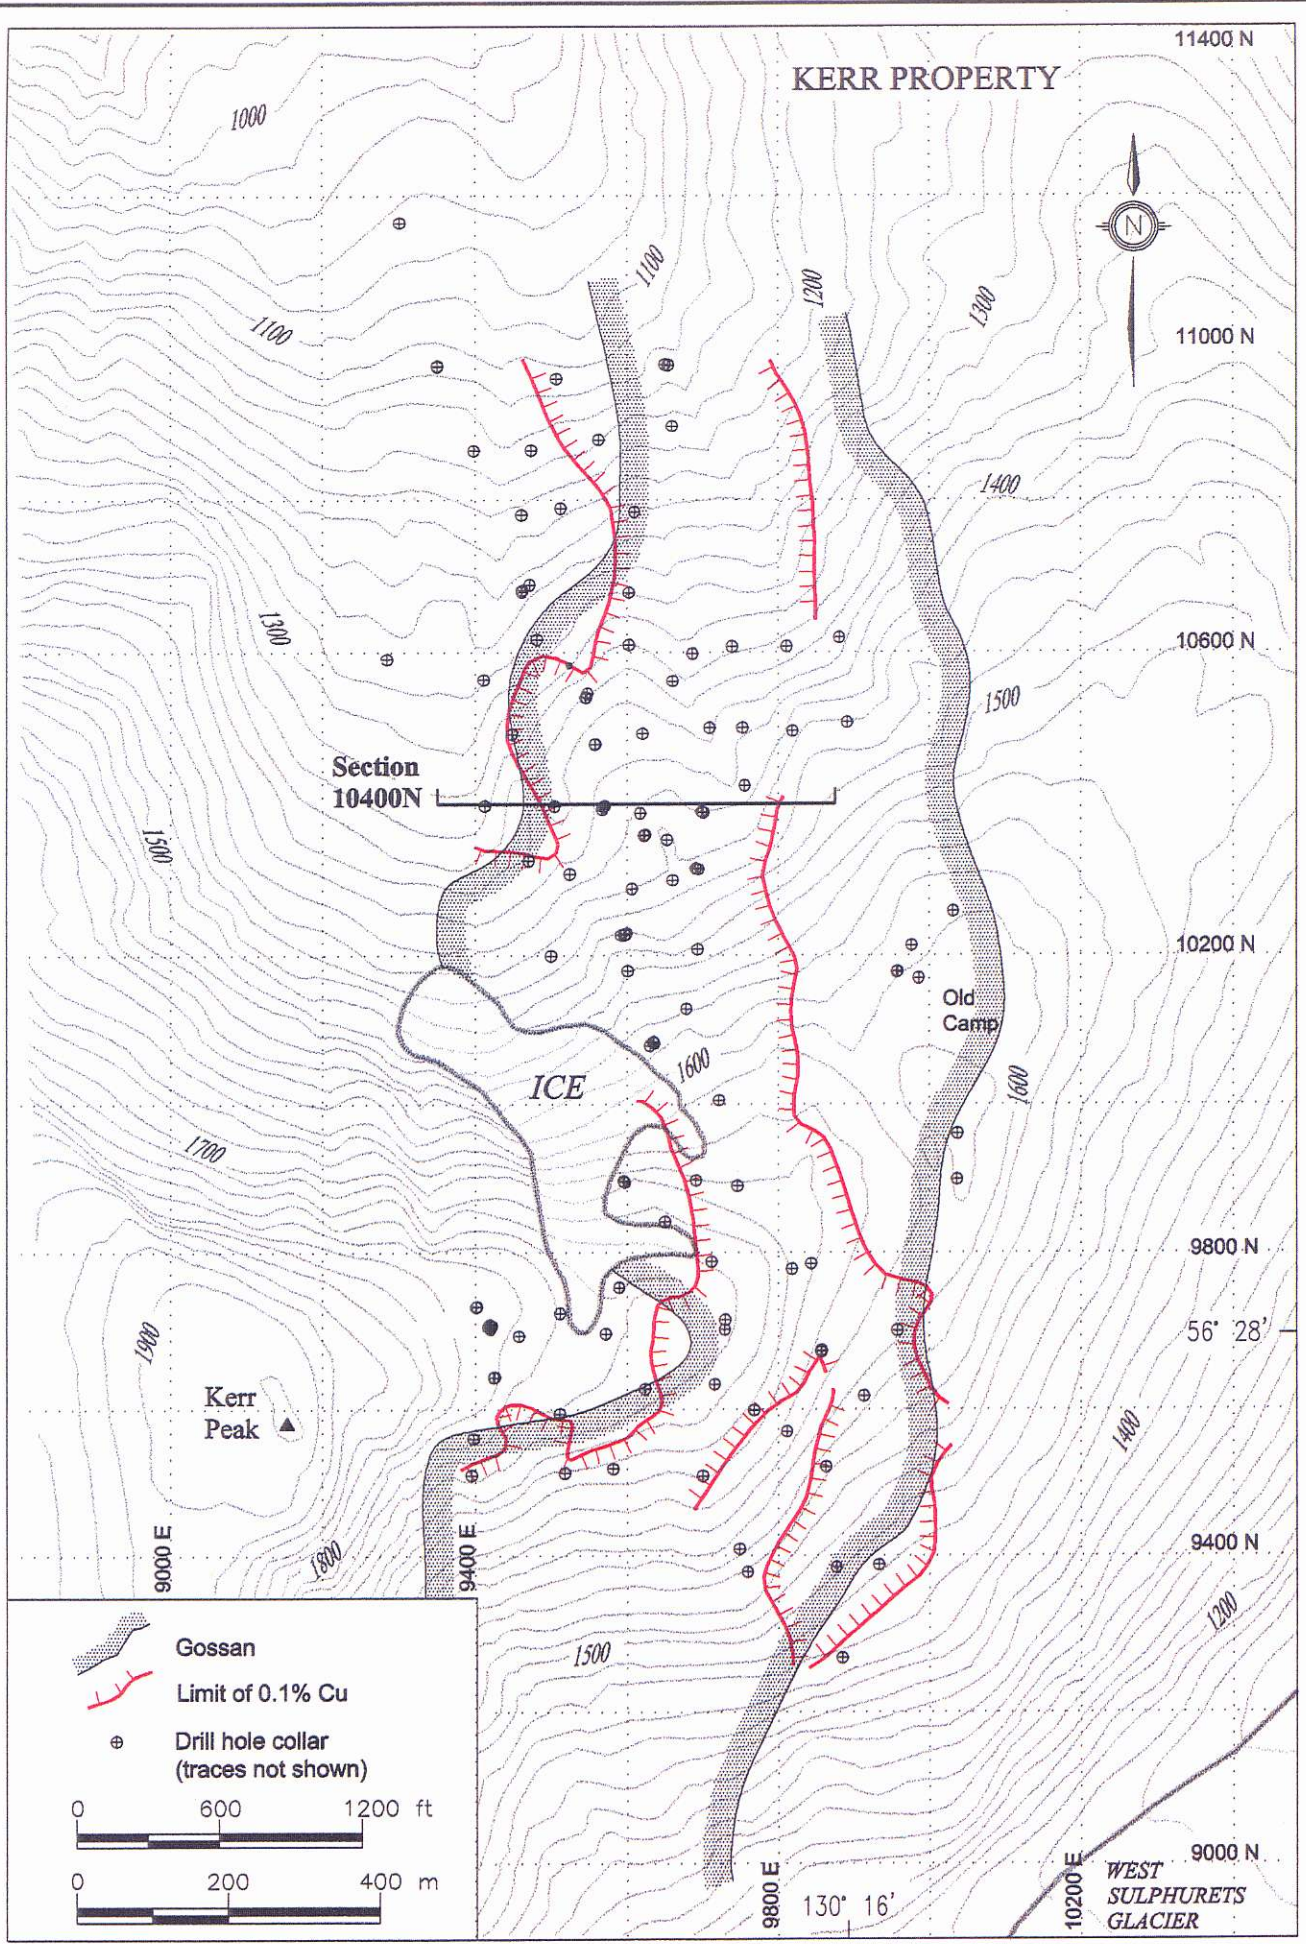 11400 N
KERR PROPERTY
1000
N
1100
1200
1300
1100
11000 N
1400
1300
10600 N
1500
Section
10400N
1500
10200 N
Old
Camp
ICE
1600
1600
1700
9800 N
1900
56° 28'
Kerr
Peak
1400
9000 E
1800
9400 E
9400 N
1200
Gossan
1500
Limit of 0.1% Cu
Drill hole collar
(traces not shown)
0 600 1200 ft
0 200 400 m
9800 E
130° 16'
10200 E
9000 N
WEST
SULPHURETS
GLACIER